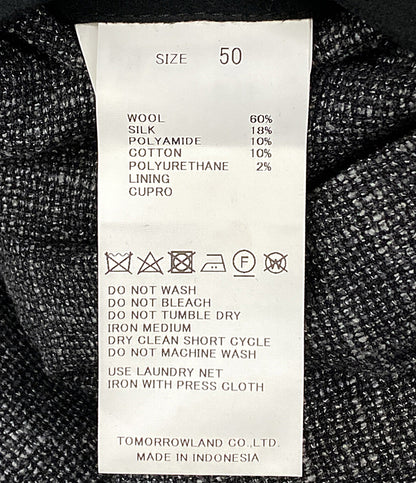 SIZE 50
WOOL 60%
SILK 18%
POLYAMIDE 10%
COTTON 10%
POLYURETHANE 2%
LINING
CUPRO
F W
DO NOT WASH
DO NOT BLEACH
DO NOT TUMBLE DRY
IRON MEDIUM
DRY CLEAN SHORT CYCLE
DO NOT MACHINE WASH
USE LAUNDRY NET
IRON WITH PRESS CLOTH
TOMORROWLAND CO.,LTD.
MADE IN INDONESIA